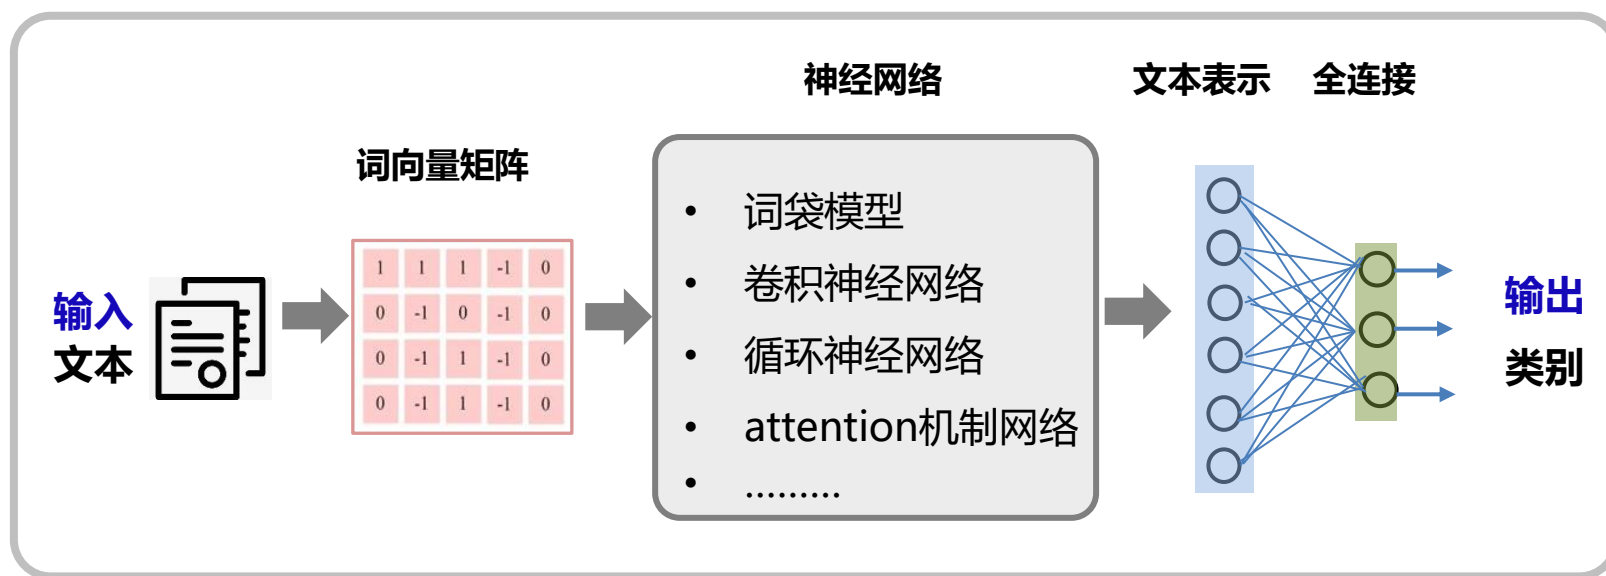 输入
文本
词向量矩阵
1 1 1 -1 0
0 -1 0 -1 0
0 -1 1 -1 0
0 -1 1 -1 0
神经网络
• 词袋模型
• 卷积神经网络
• 循环神经网络
• attention机制网络
• .........
文本表示
全连接
输出
类别